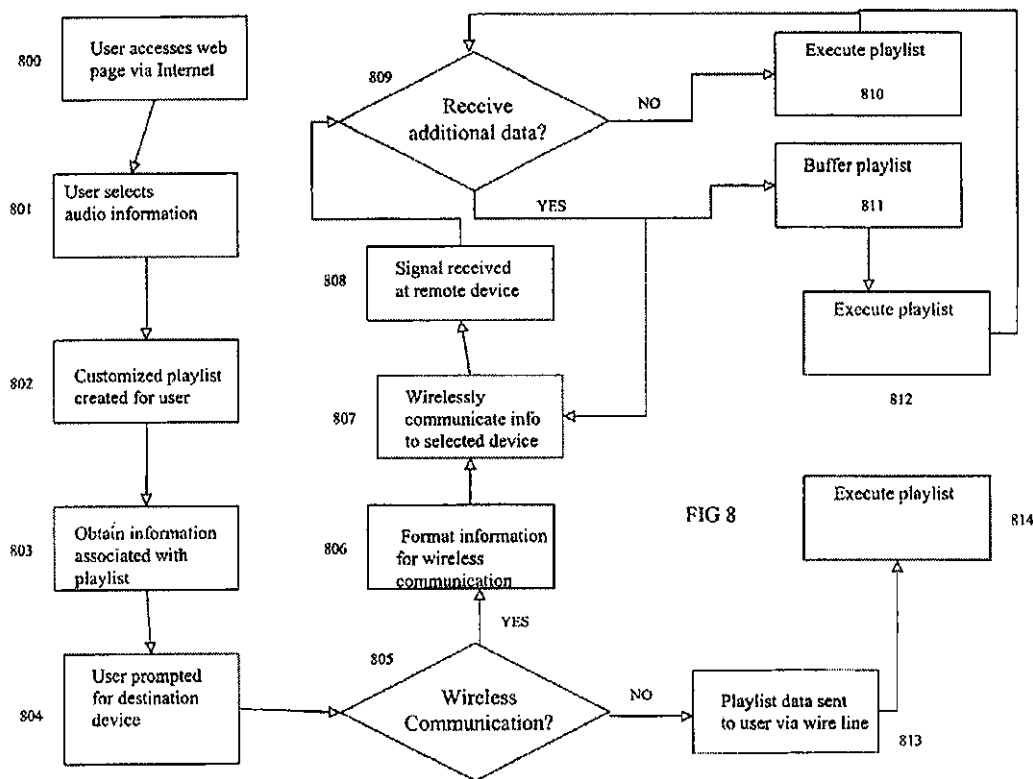 800
User accesses web
page via Internet
801
User selects
audio information
802
Customized playlist
created for user
803
Obtain information
associated with
playlist
804
User prompted
for destination
device
805
Wireless
Communication?
YES
NO
806
Format information
for wireless
communication
807
Wirelessly
communicate info
to selected device
808
Signal received
at remote device
809
Receive
additional data?
NO
YES
Execute playlist
810
Buffer playlist
811
Execute playlist
812
Playlist data sent
to user via wire line
813
Execute playlist
814
FIG 8